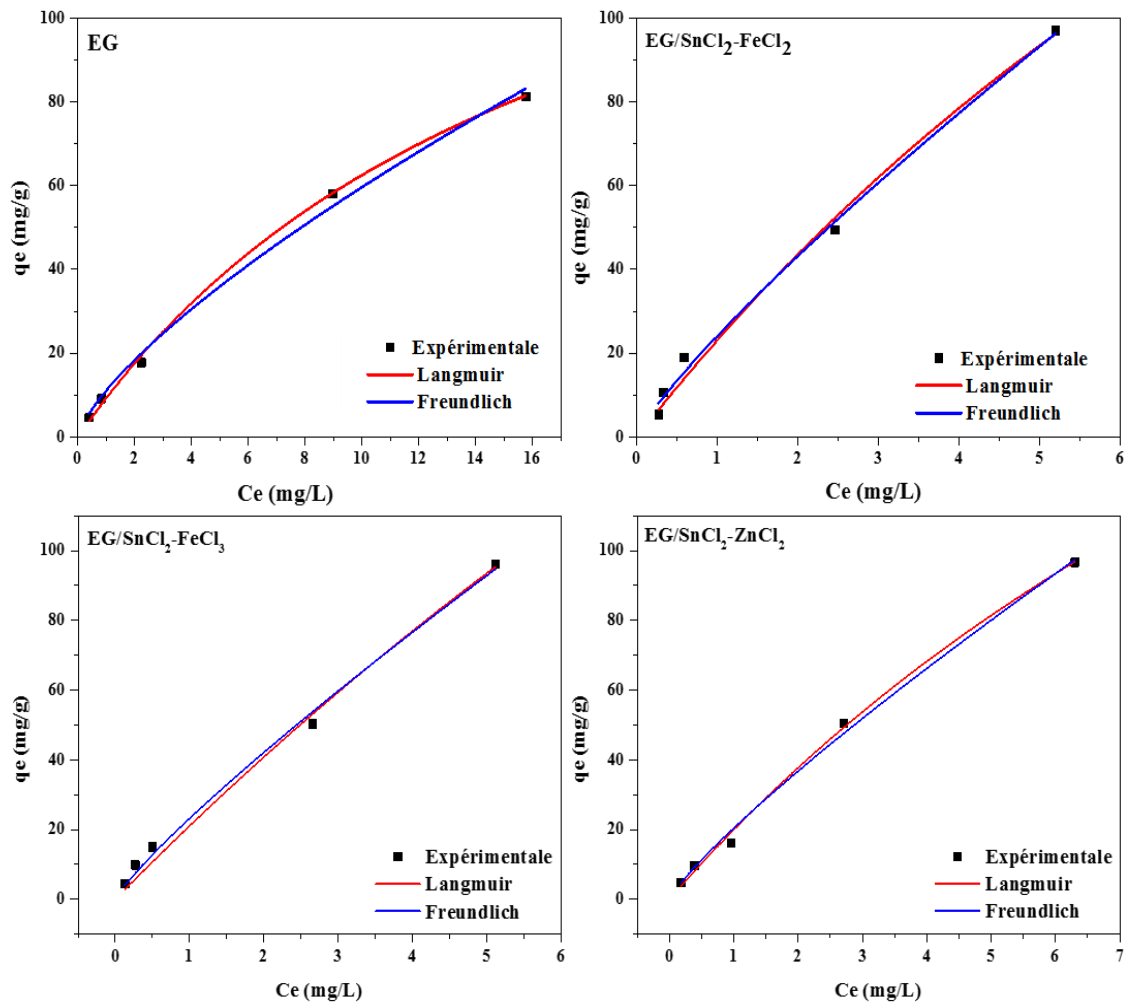 EG
qe (mg/g)
100
80
60
40
20
0
Expérimentale
Langmuir
Freundlich
0 2 4 6 8 10 12 14 16
Ce (mg/L)
EG/SnCl2-FeCl2
qe (mg/g)
100
80
60
40
20
0
Expérimentale
Langmuir
Freundlich
0 1 2 3 4 5 6
Ce (mg/L)
EG/SnCl2-FeCl3
qe (mg/g)
100
80
60
40
20
0
Expérimentale
Langmuir
Freundlich
0 1 2 3 4 5 6
Ce (mg/L)
EG/SnCl2-ZnCl2
qe (mg/g)
100
80
60
40
20
0
Expérimentale
Langmuir
Freundlich
0 1 2 3 4 5 6 7
Ce (mg/L)